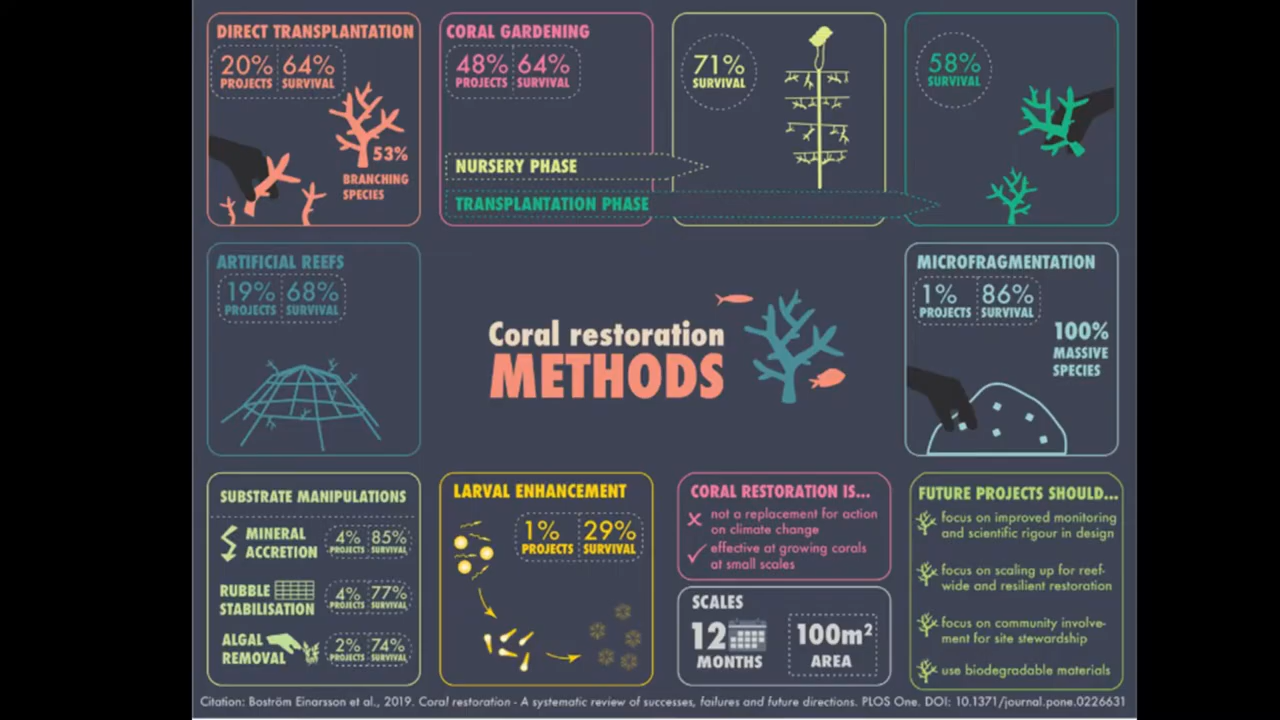 DIRECT TRANSPLANTATION
20% 64%
PROJECTS SURVIVAL
53%
BRANCHING
SPECIES
CORAL GARDENING
48% 64%
PROJECTS SURVIVAL
NURSERY PHASE
TRANSPLANTATION PHASE
71%
SURVIVAL
58%
SURVIVAL
ARTIFICIAL REEFS
19% 68%
PROJECTS SURVIVAL
Coral restoration
METHODS
MICROFRAGMENTATION
1% 86%
PROJECTS SURVIVAL
100%
MASSIVE
SPECIES
SUBSTRATE MANIPULATIONS
MINERAL
ACCRETION
4% 85%
PROJECTS SURVIVAL
RUBBLE
STABILISATION
4% 77%
PROJECTS SURVIVAL
ALGAL
REMOVAL
2% 74%
PROJECTS SURVIVAL
LARVAL ENHANCEMENT
1% 29%
PROJECTS SURVIVAL
CORAL RESTORATION IS...
not a replacement for action
on climate change
effective at growing corals
at small scales
SCALES
12
MONTHS
100m²
AREA
FUTURE PROJECTS SHOULD...
focus on improved monitoring
and scientific rigour in design
focus on scaling up for reef-
wide and resilient restoration
focus on community involve-
ment for site stewardship
use biodegradable materials
Citation: Boström Einarsson et al., 2019. Coral restoration - A systematic review of successes, failures and future directions. PLOS One. DOI: 10.1371/journal.pone.0226631